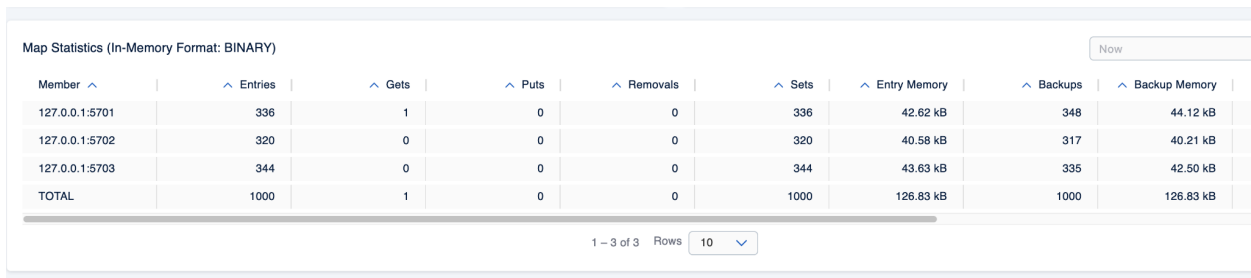 Map Statistics (In-Memory Format: BINARY)
Now
Member Entries Gets Puts Removals Sets Entry Memory Backups Backup Memory
127.0.0.1:5701 336 1 0 0 336 42.62 kB 348 44.12 kB
127.0.0.1:5702 320 0 0 0 320 40.58 kB 317 40.21 kB
127.0.0.1:5703 344 0 0 0 344 43.63 kB 335 42.50 kB
TOTAL 1000 1 0 0 1000 126.83 kB 1000 126.83 kB
1 – 3 of 3 Rows 10